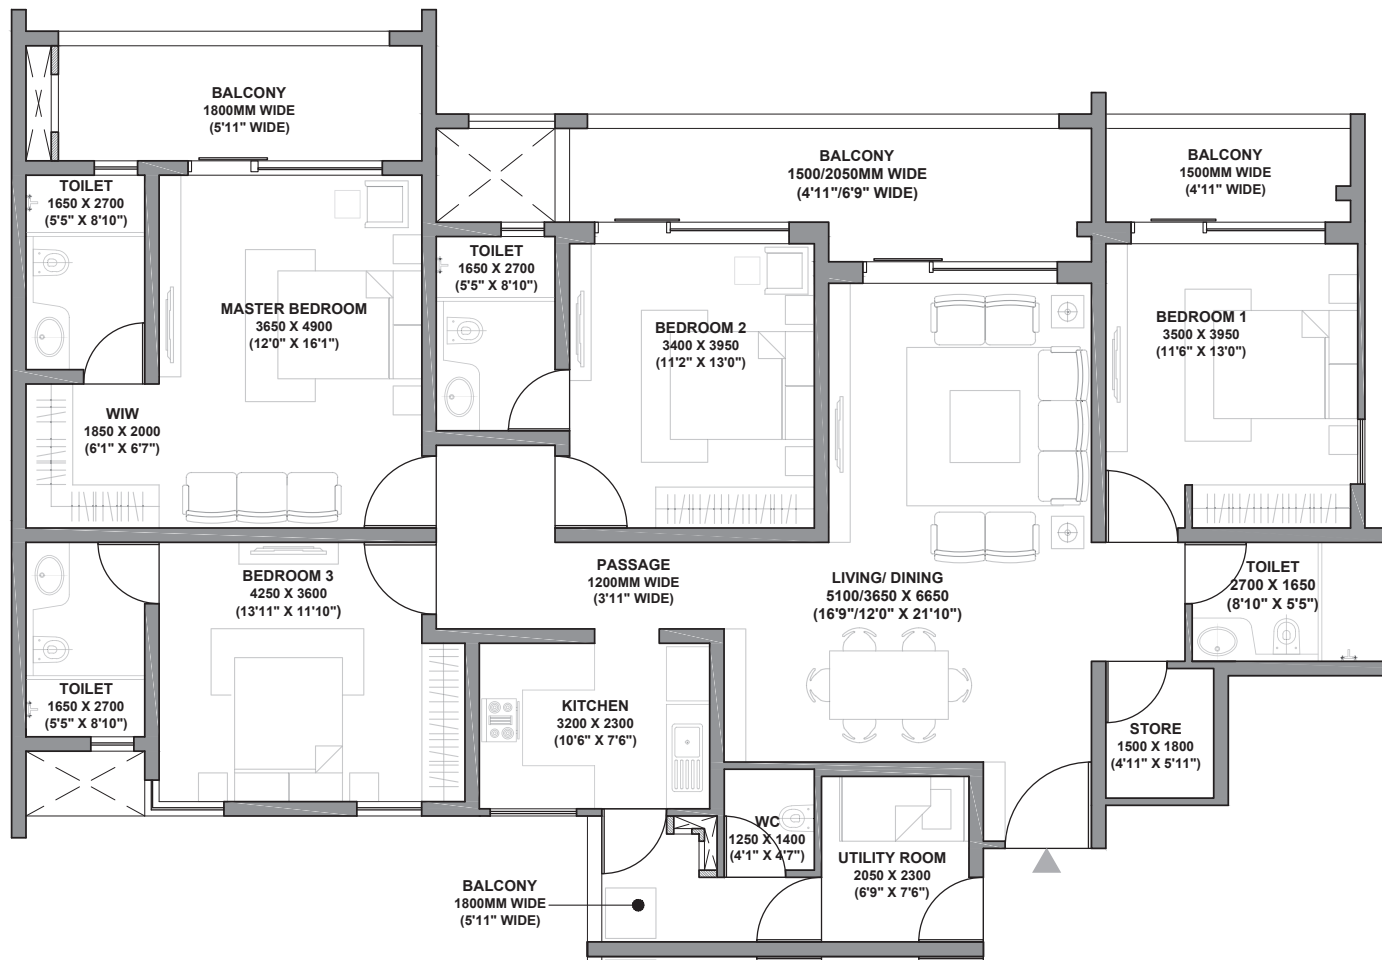 BALCONY
1800MM WIDE
(5'11" WIDE)
BALCONY
1500/2050MM WIDE
(4'11"/6'9" WIDE)
BALCONY
1500MM WIDE
(4'11" WIDE)
TOILET
1650 X 2700
(5'5" X 8'10")
TOILET
1650 X 2700
(5'5" X 8'10")
MASTER BEDROOM
3650 X 4900
(12'0" X 16'1")
BEDROOM 2
3400 X 3950
(11'2" X 13'0")
BEDROOM 1
3500 X 3950
(11'6" X 13'0")
WIW
1850 X 2000
(6'1" X 6'7")
BEDROOM 3
4250 X 3600
(13'11" X 11'10")
PASSAGE
1200MM WIDE
(3'11" WIDE)
LIVING/ DINING
5100/3650 X 6650
(16'9"/12'0" X 21'10")
TOILET
2700 X 1650
(8'10" X 5'5")
TOILET
1650 X 2700
(5'5" X 8'10")
KITCHEN
3200 X 2300
(10'6" X 7'6")
STORE
1500 X 1800
(4'11" X 5'11")
WC
1250 X 1400
(4'1" X 4'7")
UTILITY ROOM
2050 X 2300
(6'9" X 7'6")
BALCONY
1800MM WIDE
(5'11" WIDE)